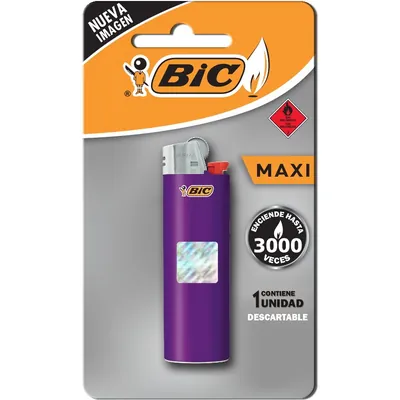 NUEVA
IMAGEN
BiC
®
MAXI
BiC
ENCIENDE HASTA
3000
VECES
1 CONTIENE
UNIDAD
DESCARTABLE